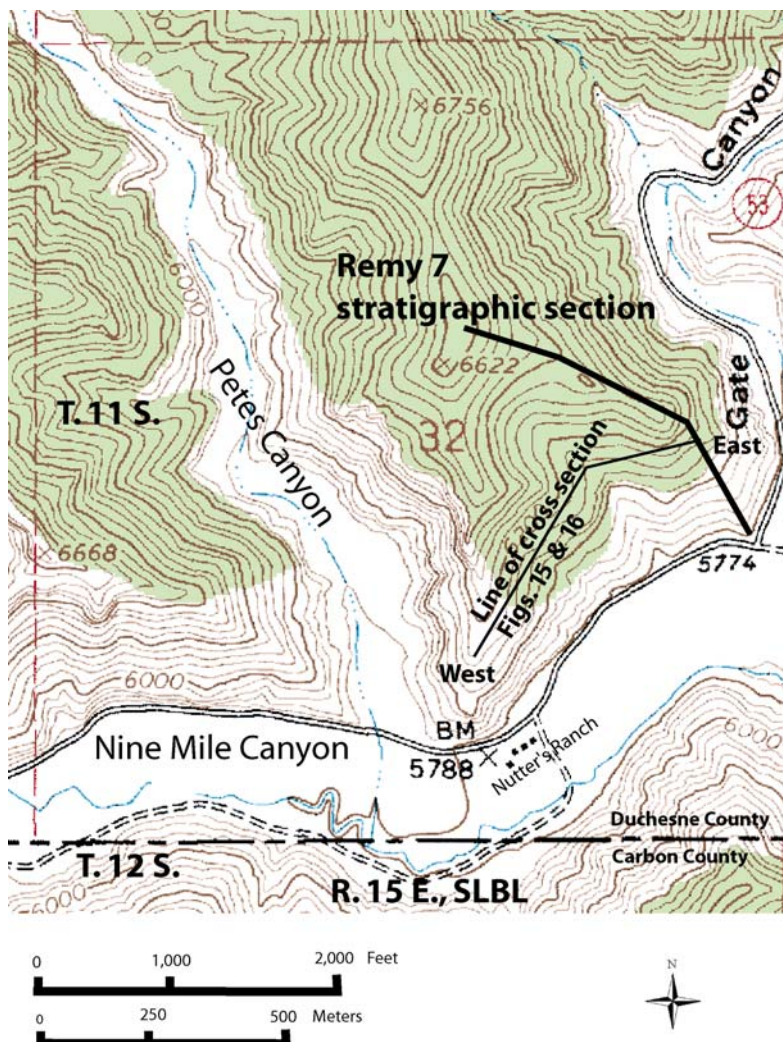 6756
Canyon
53
Remy 7
stratigraphic section
6000
6622
Petes Canyon
T. 11 S.
32
Gate
East
Line of cross section
Figs. 15 & 16
6668
5774
West
6000
BM
5788
Nine Mile Canyon
Nutter's Ranch
6000
Duchesne County
Carbon County
T. 12 S.
R. 15 E., SLBL
6000
0 1,000 2,000 Feet
N
0 250 500 Meters